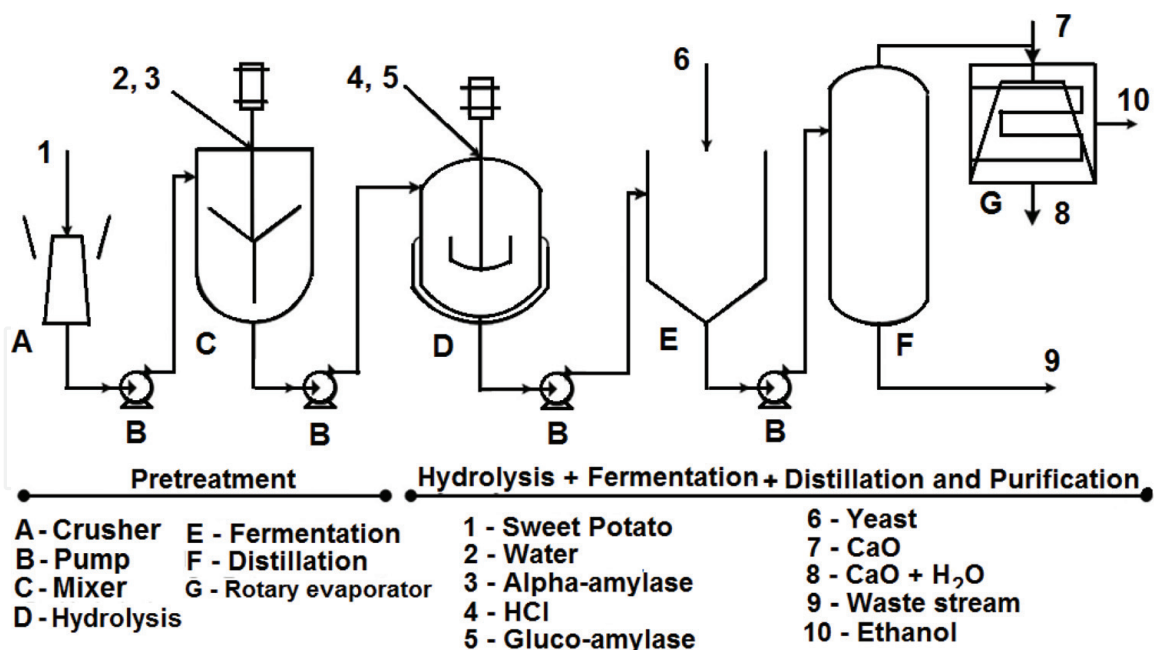 1
2, 3
4, 5
6
7
10
8
9
A
B
C
B
D
B
E
B
F
G
Pretreatment
Hydrolysis + Fermentation + Distillation and Purification
A - Crusher
B - Pump
C - Mixer
D - Hydrolysis
E - Fermentation
F - Distillation
G - Rotary evaporator
1 - Sweet Potato
2 - Water
3 - Alpha-amylase
4 - HCl
5 - Gluco-amylase
6 - Yeast
7 - CaO
8 - CaO + H₂O
9 - Waste stream
10 - Ethanol